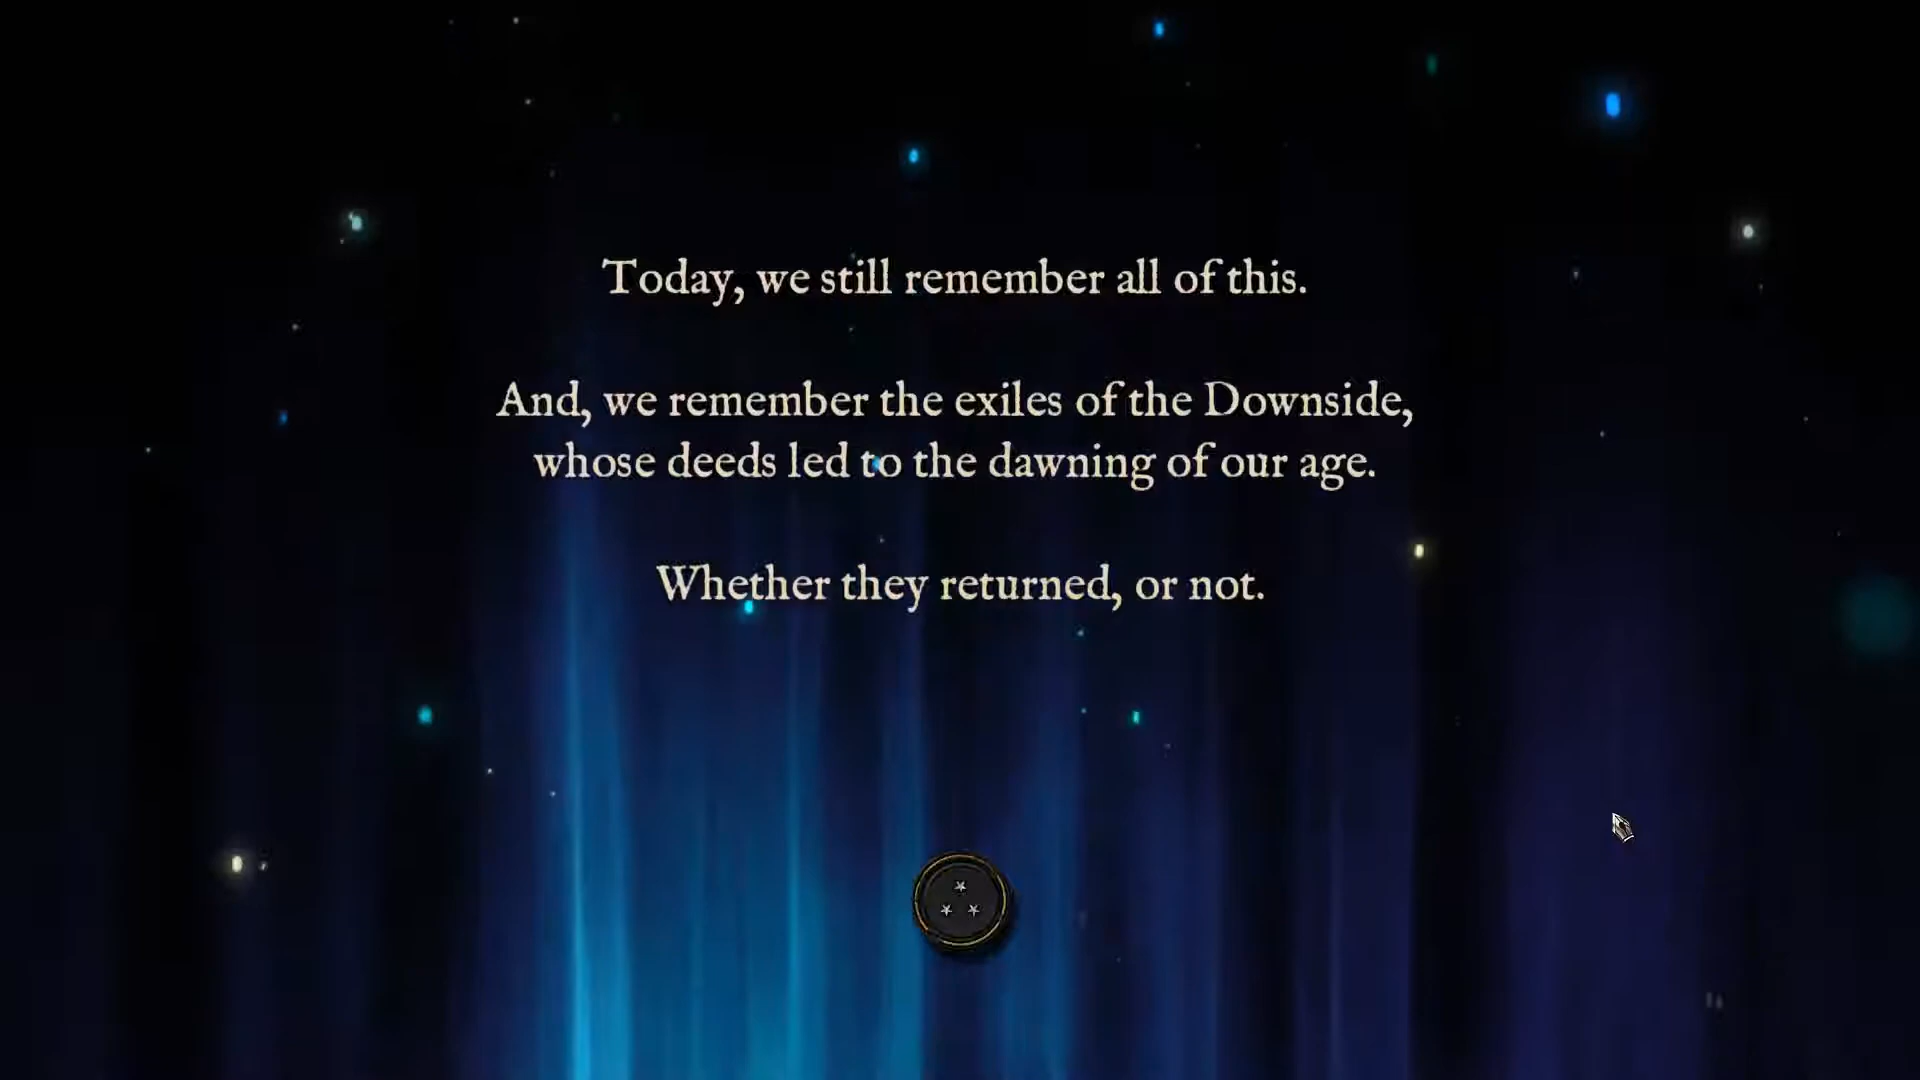 Today, we still remember all of this.
And, we remember the exiles of the Downside,
whose deeds led to the dawning of our age.
Whether they returned, or not.